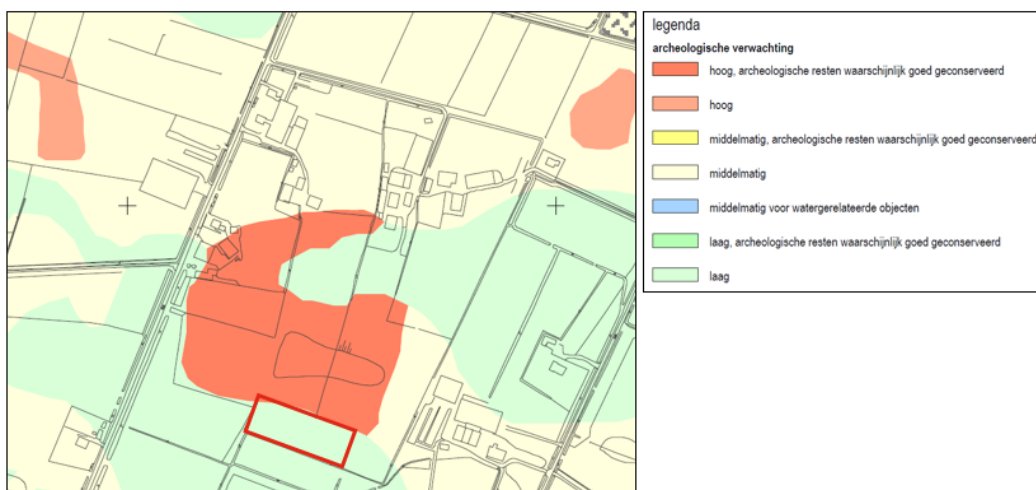 legenda
archeologische verwachting
hoog, archeologische resten waarschijnlijk goed geconserveerd
hoog
middelmatig, archeologische resten waarschijnlijk goed geconserveerd
middelmatig
middelmatig voor watergerelateerde objecten
laag, archeologische resten waarschijnlijk goed geconserveerd
laag